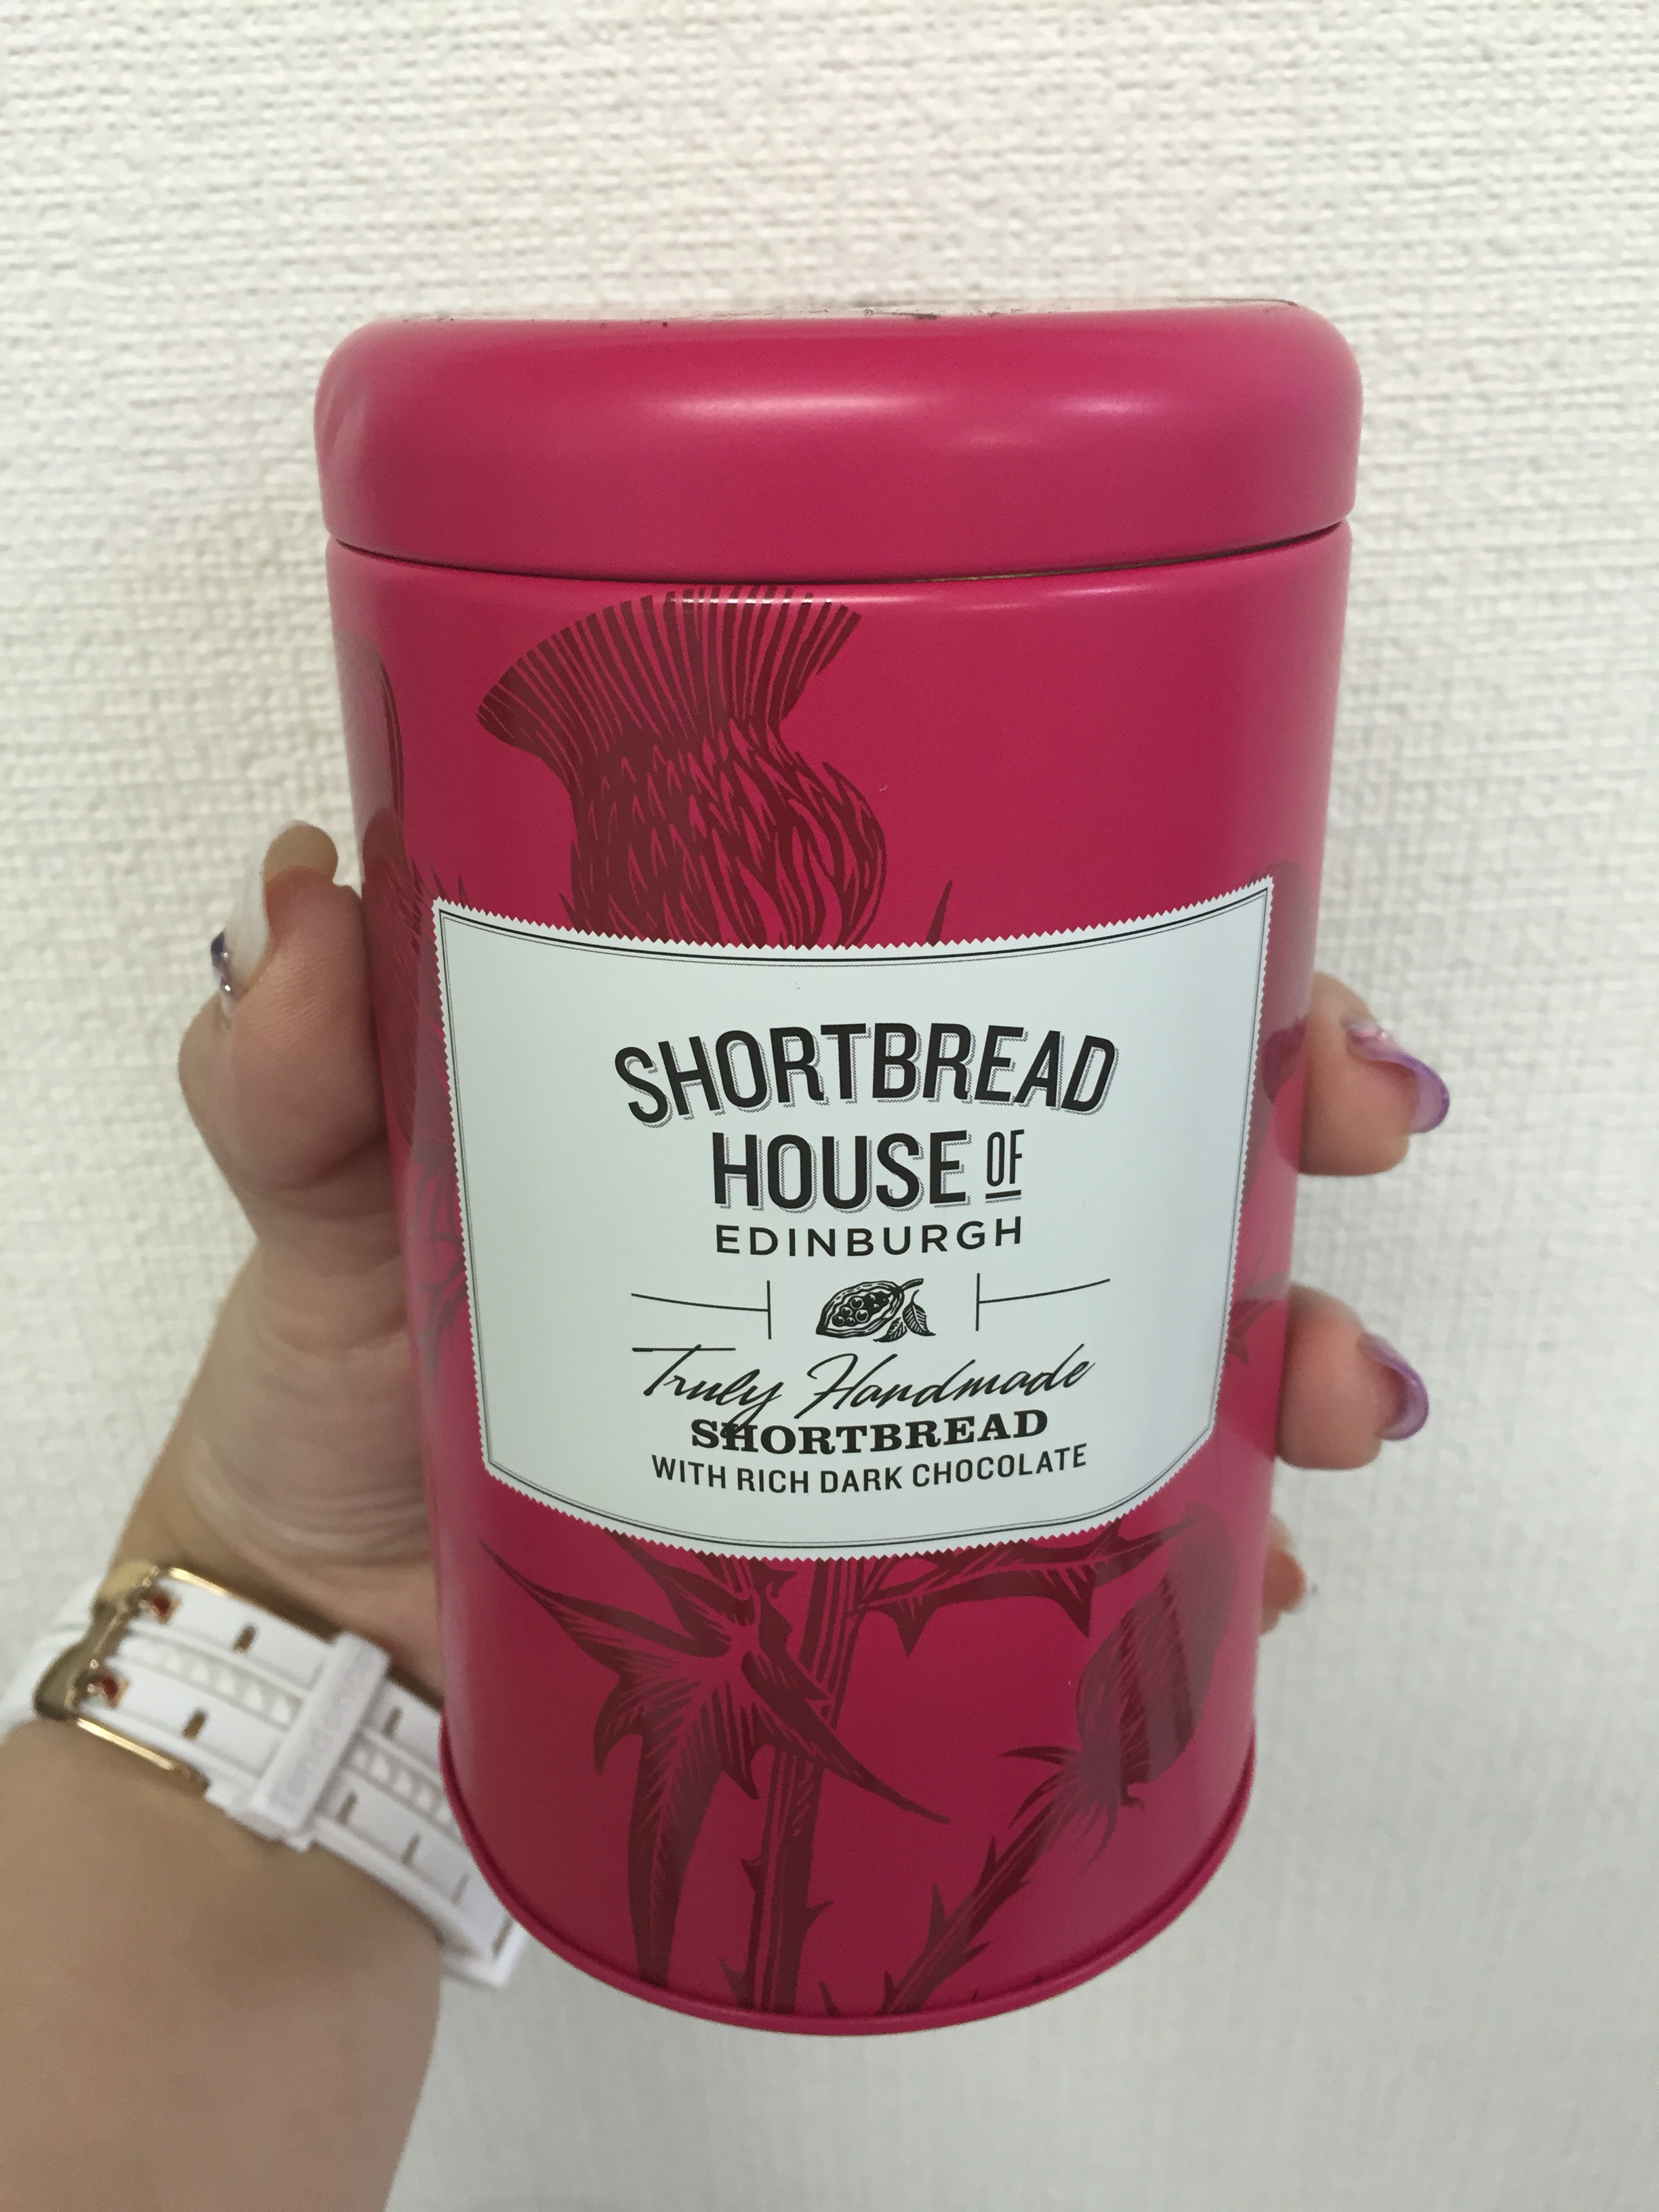 SHORTBREAD
HOUSE OF
EDINBURGH
Truly Handmade
SHORTBREAD
WITH RICH DARK CHOCOLATE